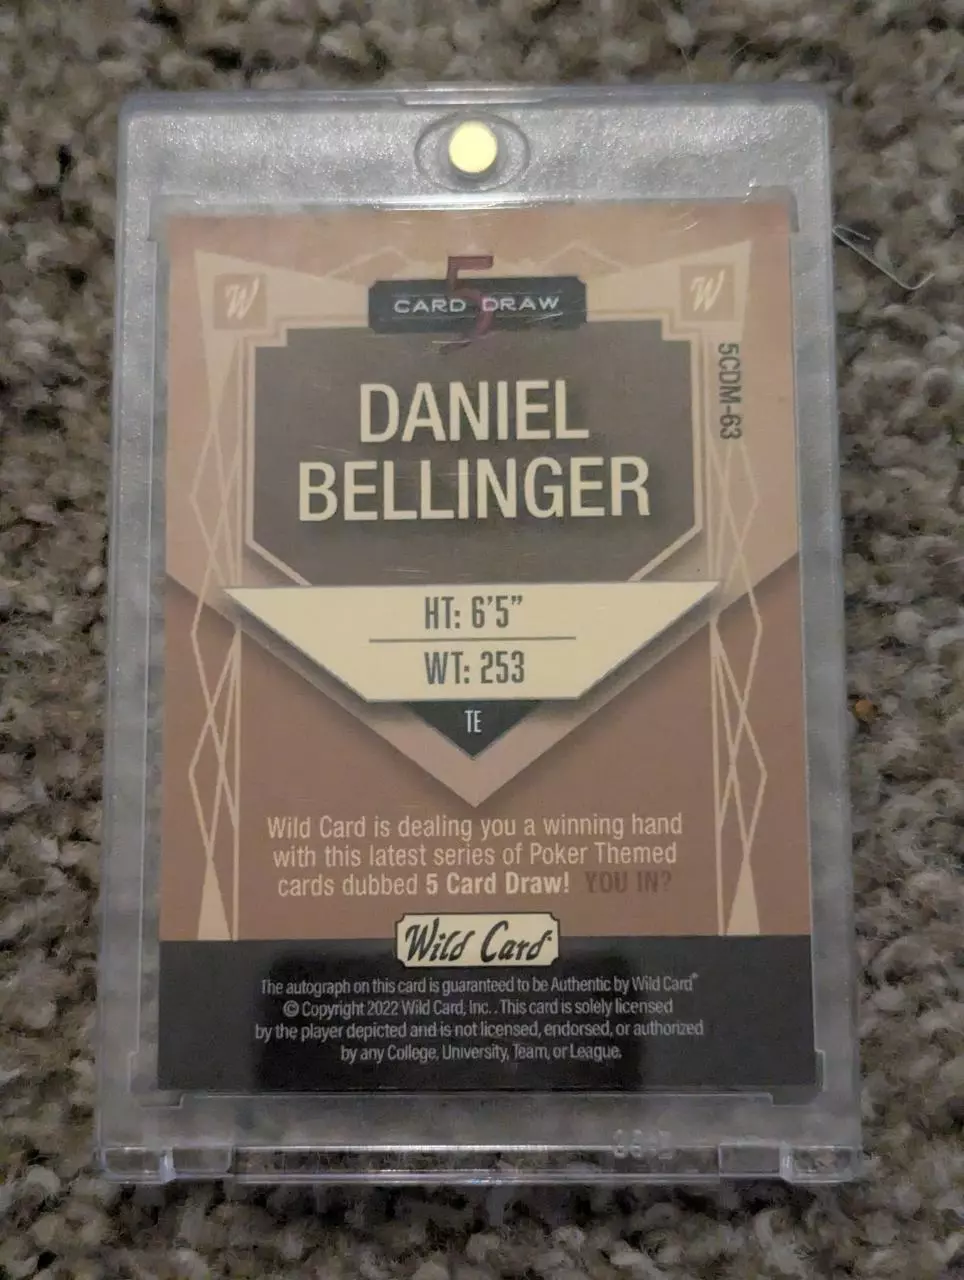 5
CARD DRAW
W
W
5CDM-63
DANIEL
BELLINGER
HT: 6'5”
WT: 253
TE
Wild Card is dealing you a winning hand
with this latest series of Poker Themed
cards dubbed 5 Card Draw! YOU IN?
Wild Card
The autograph on this card is guaranteed to be Authentic by Wild Card®
© Copyright 2022 Wild Card, Inc. . This card is solely licensed
by the player depicted and is not licensed, endorsed, or authorized
by any College, University, Team, or League.